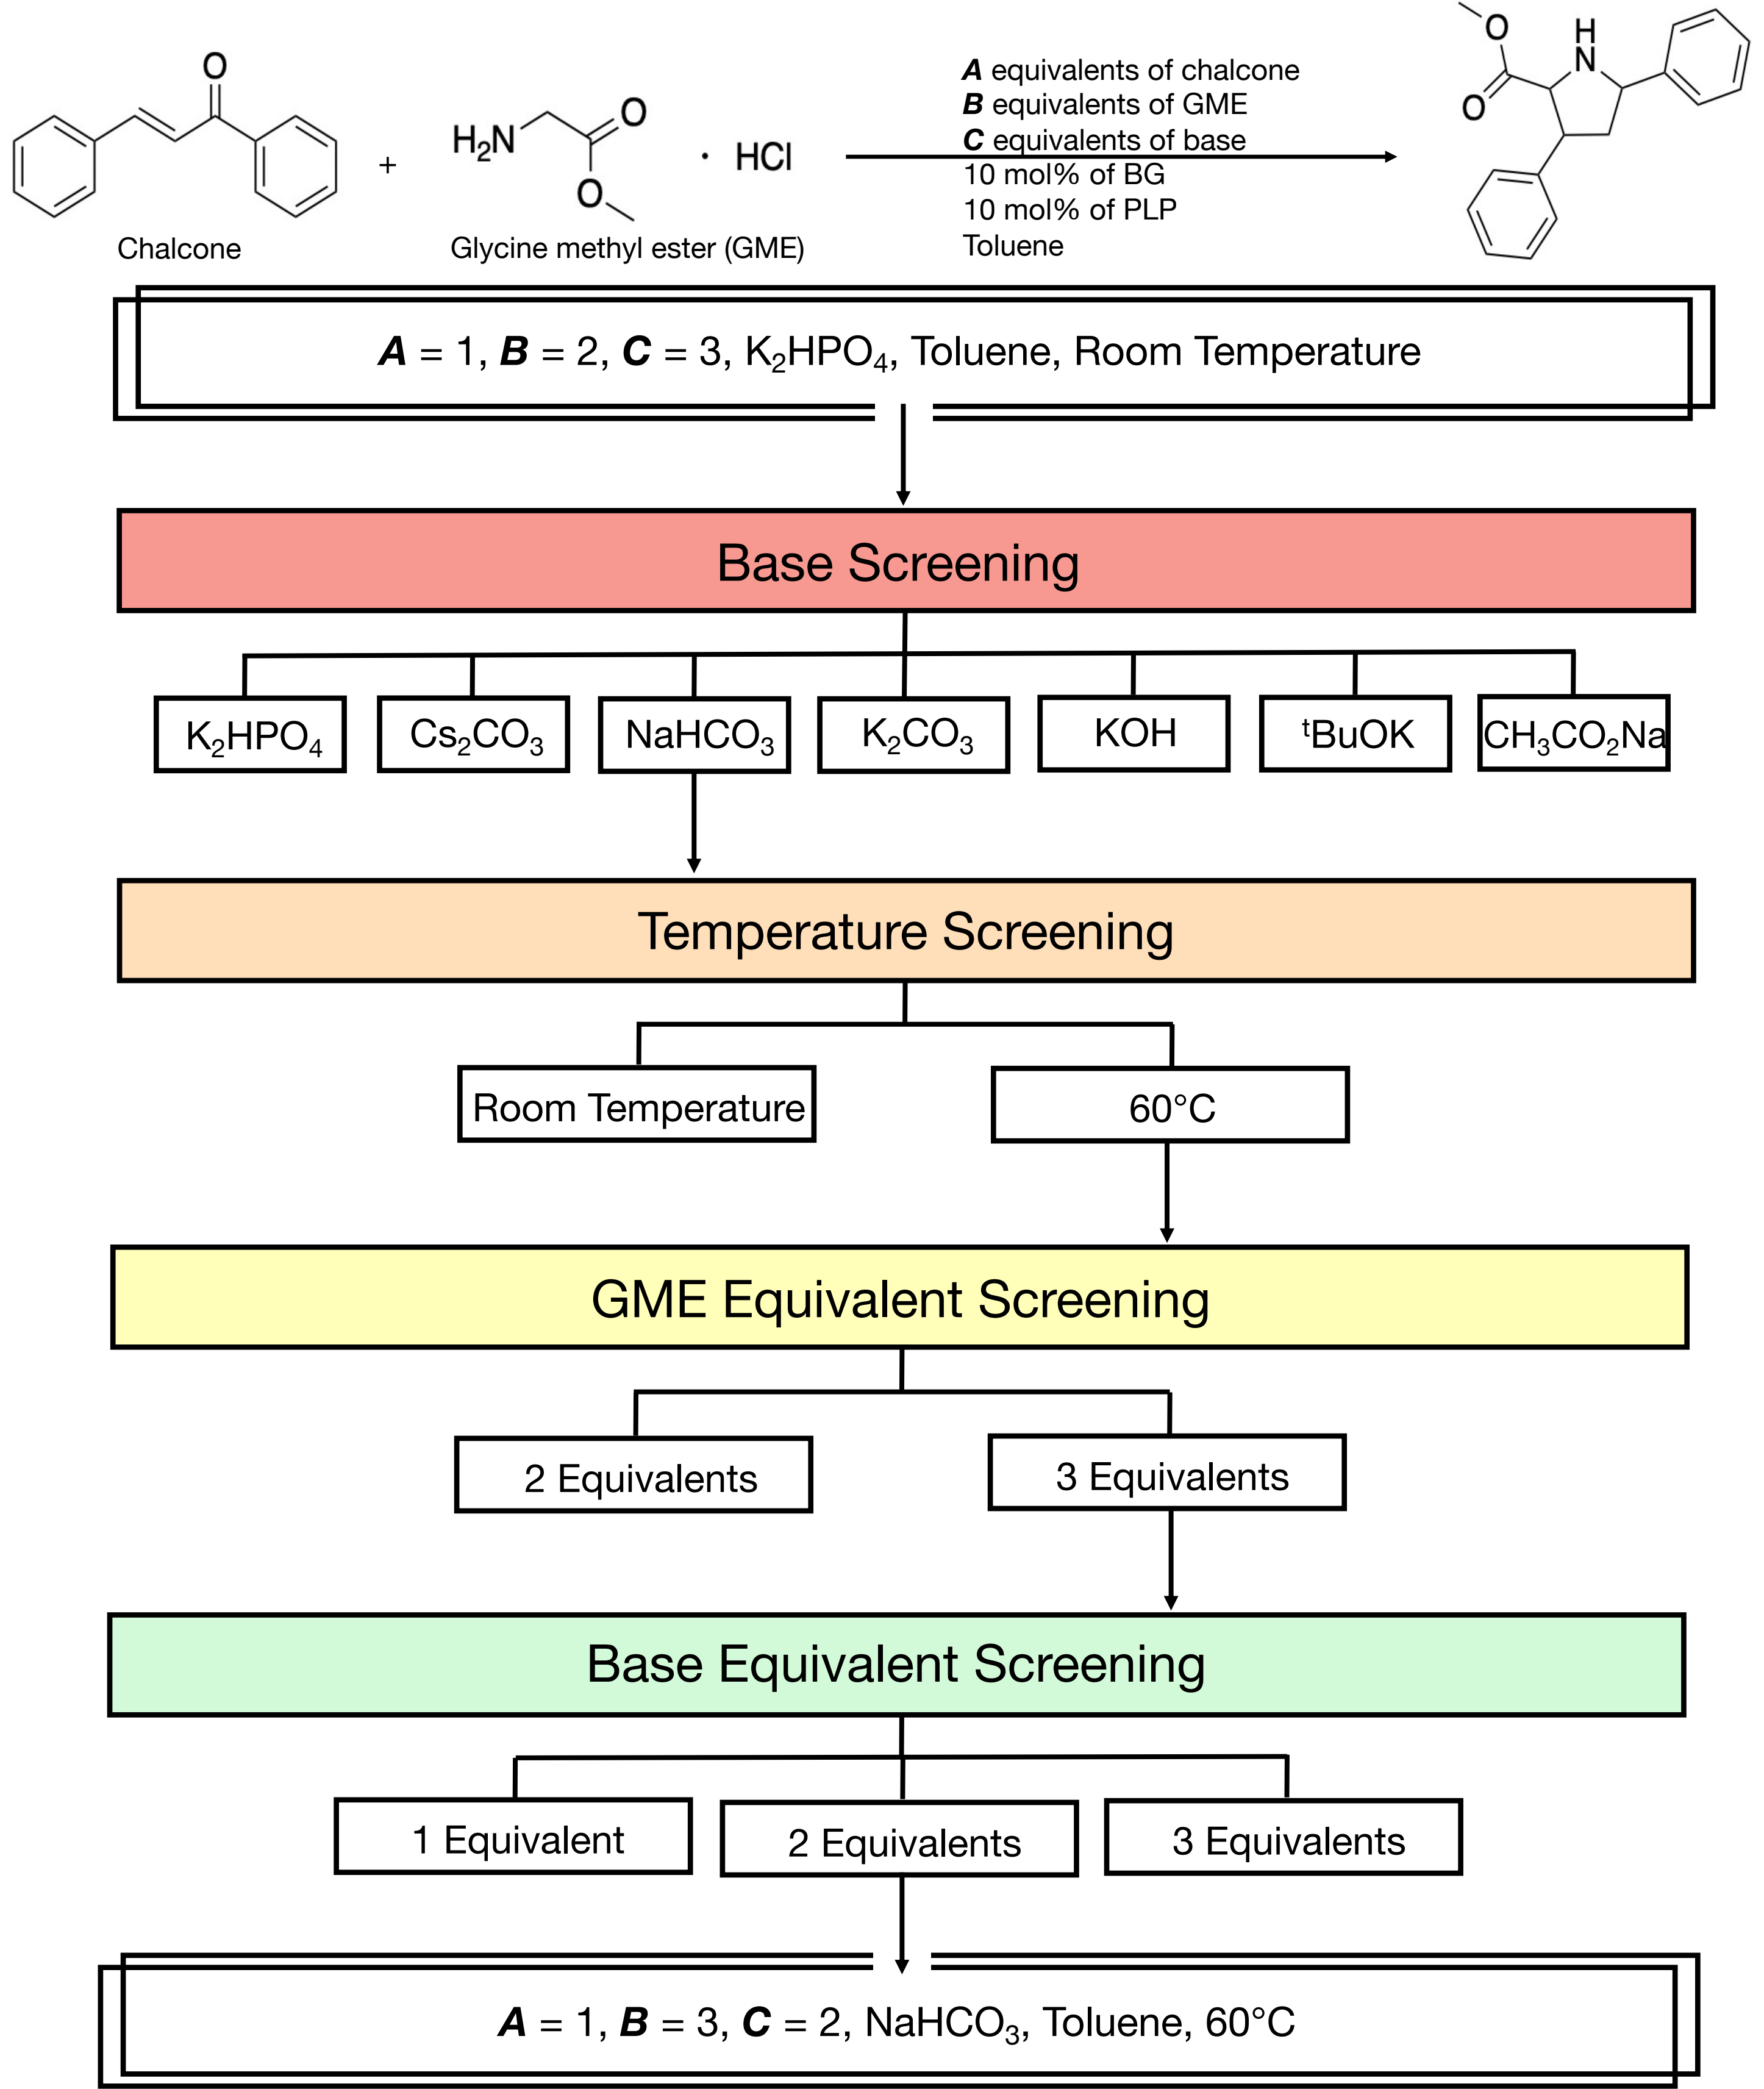 O
H₂N
O
O
· HCl
+
Chalcone
Glycine methyl ester (GME)
A equivalents of chalcone
B equivalents of GME
C equivalents of base
10 mol% of BG
10 mol% of PLP
Toluene
O
O
H
N
A = 1, B = 2, C = 3, K₂HPO₄, Toluene, Room Temperature
Base Screening
K₂HPO₄
Cs₂CO₃
NaHCO₃
K₂CO₃
KOH
ᵗBuOK
CH₃CO₂Na
Temperature Screening
Room Temperature
60°C
GME Equivalent Screening
2 Equivalents
3 Equivalents
Base Equivalent Screening
1 Equivalent
2 Equivalents
3 Equivalents
A = 1, B = 3, C = 2, NaHCO₃, Toluene, 60°C